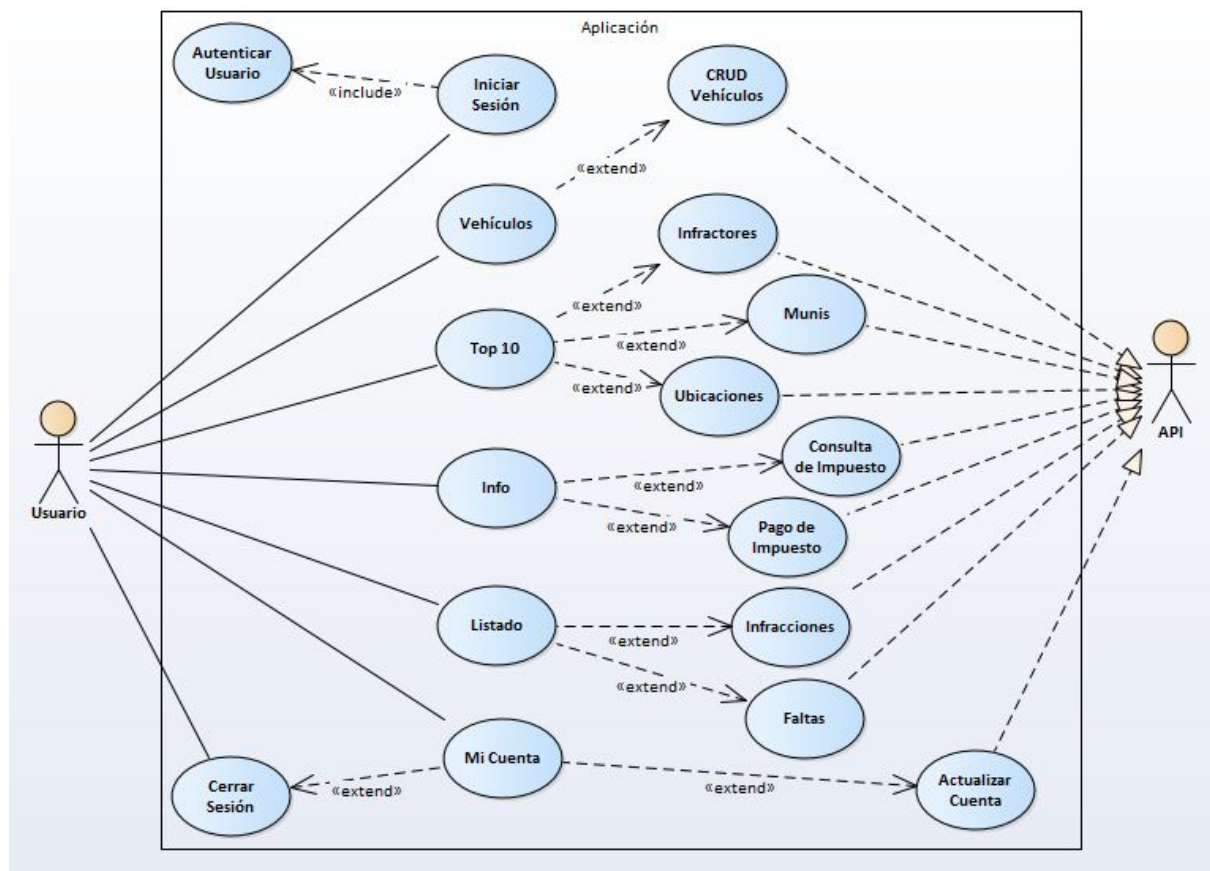 Aplicación
Autenticar
Usuario
«include»
Iniciar
Sesión
CRUD
Vehículos
«extend»
Vehículos
Infractores
«extend»
Munis
Top 10
«extend»
«extend»
Ubicaciones
API
Usuario
Consulta
de Impuesto
Info
«extend»
«extend»
Pago de
Impuesto
Listado
«extend»
Infracciones
«extend»
Faltas
Mi Cuenta
Cerrar
Sesión
«extend»
«extend»
Actualizar
Cuenta